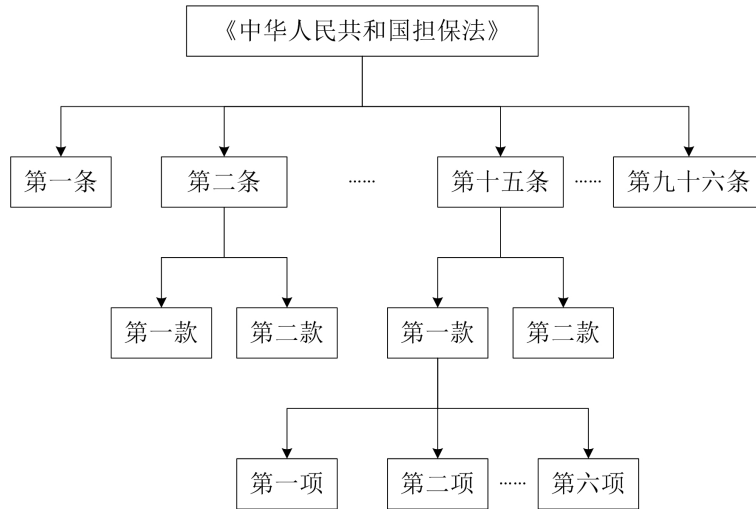 《中华人民共和国担保法》
第一条 第二条 …… 第十五条 …… 第九十六条
第一款 第二款 第一款 第二款
第一项 第二项 …… 第六项